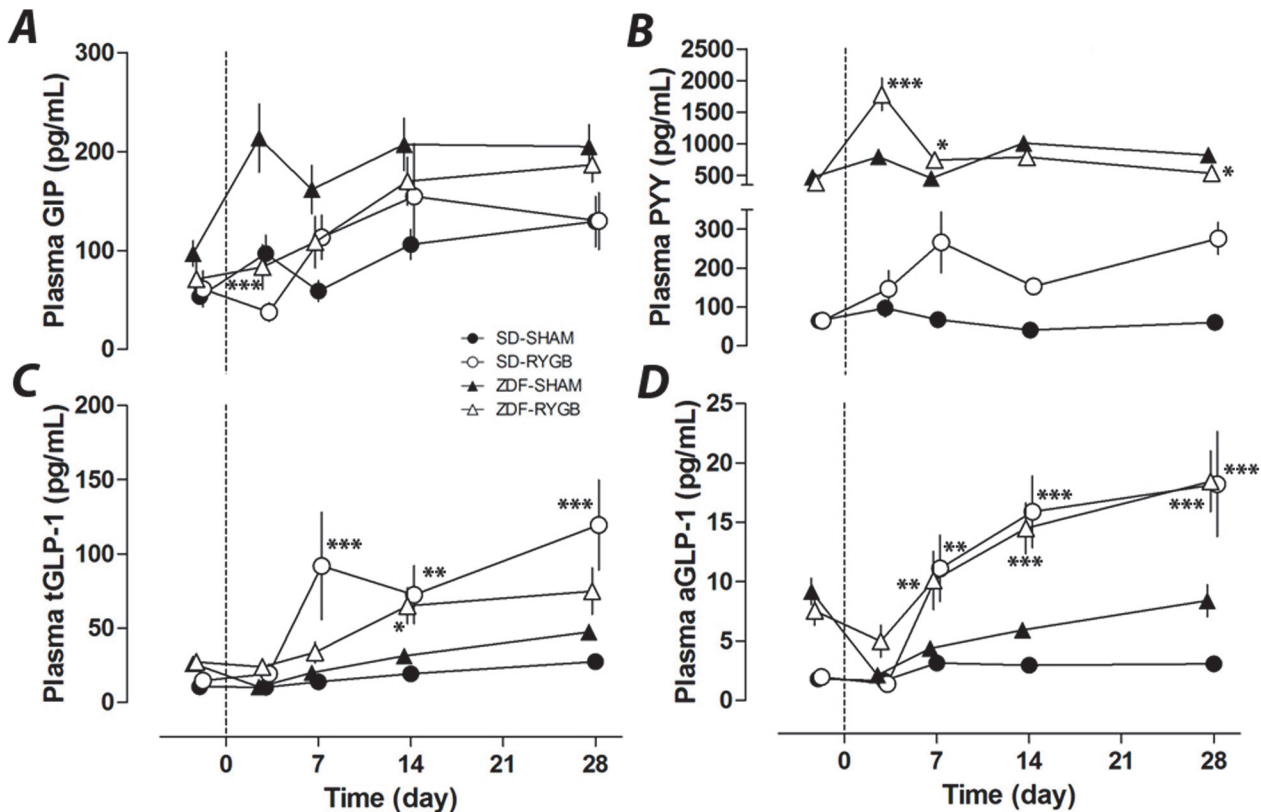 A
Plasma GIP (pg/mL)
300
200
100
0
***
B
Plasma PYY (pg/mL)
2500
2000
1500
1000
500
300
200
100
0
***
*
*
SD-SHAM
SD-RYGB
ZDF-SHAM
ZDF-RYGB
C
Plasma tGLP-1 (pg/mL)
200
150
100
50
0
***
**
*
***
0 7 14 21 28
Time (day)
D
Plasma aGLP-1 (pg/mL)
25
20
15
10
5
0
**
**
***
***
***
***
0 7 14 21 28
Time (day)